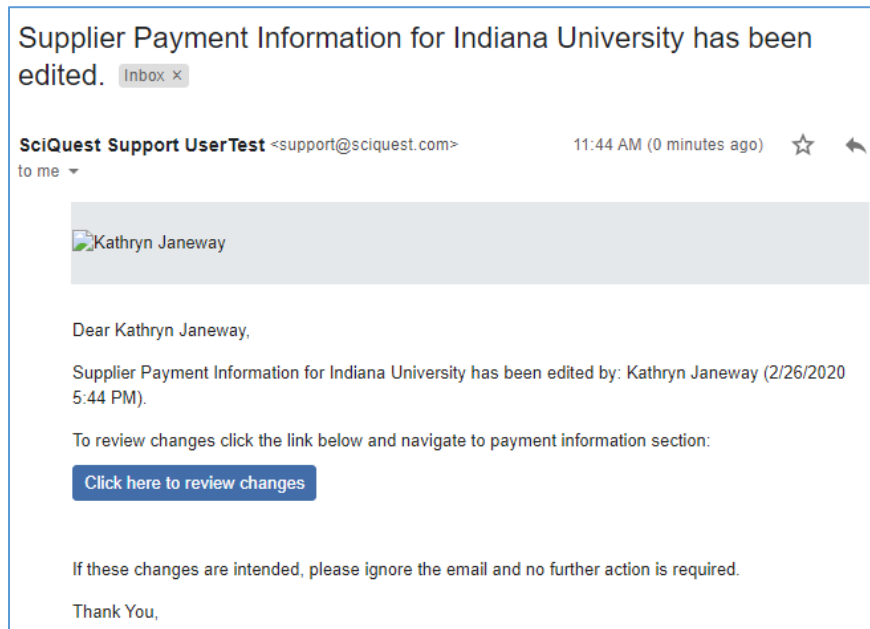 Supplier Payment Information for Indiana University has been
edited. Inbox ×
SciQuest Support UserTest <support@sciquest.com> 11:44 AM (0 minutes ago)
to me
Kathryn Janeway
Dear Kathryn Janeway,
Supplier Payment Information for Indiana University has been edited by: Kathryn Janeway (2/26/2020
5:44 PM).
To review changes click the link below and navigate to payment information section:
Click here to review changes
If these changes are intended, please ignore the email and no further action is required.
Thank You,